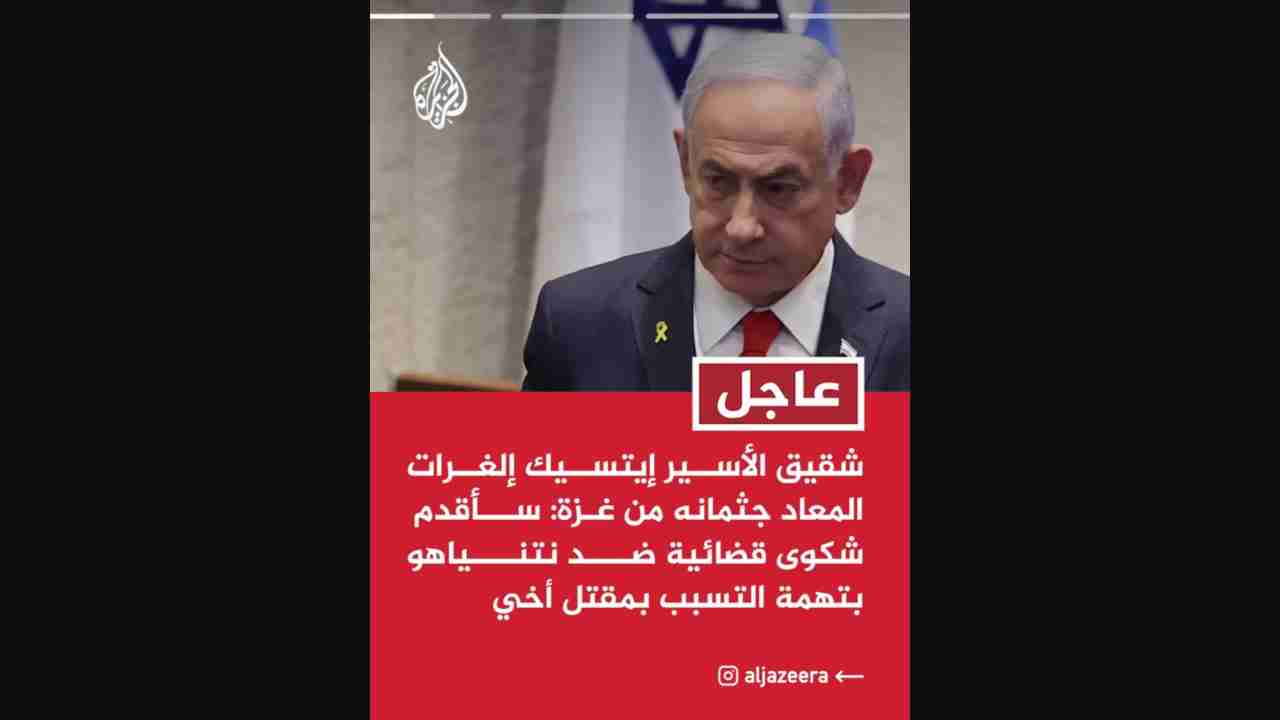 الجزيرة
عاجل
شقيق الأسير إيتسيك إلغرات
المعاد جثمانه من غزة: سأقدم
شكوى قضائية ضد نتنياهو
بتهمة التسبب بمقتل أخي
aljazeera